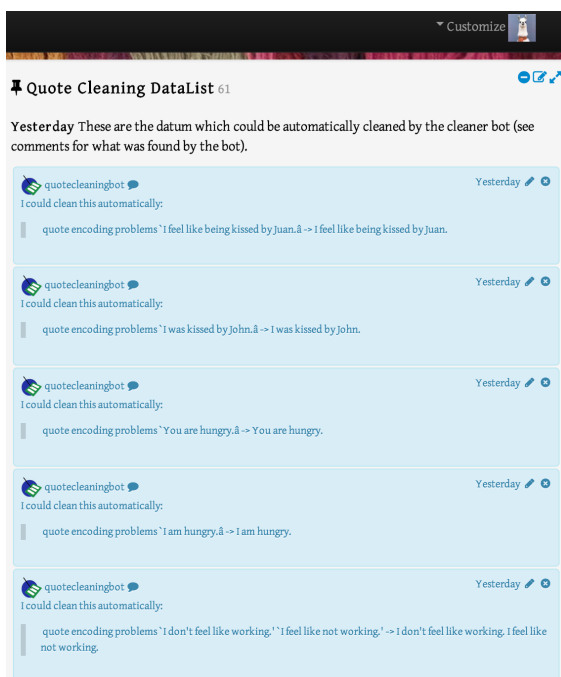 Customize
Quote Cleaning DataList 61
Yesterday These are the datum which could be automatically cleaned by the cleaner bot (see
comments for what was found by the bot).
quotecleaningbot Yesterday
I could clean this automatically:
quote encoding problems `I feel like being kissed by Juan.â -> I feel like being kissed by Juan.
quotecleaningbot Yesterday
I could clean this automatically:
quote encoding problems `I was kissed by John.â -> I was kissed by John.
quotecleaningbot Yesterday
I could clean this automatically:
quote encoding problems `You are hungry.â -> You are hungry.
quotecleaningbot Yesterday
I could clean this automatically:
quote encoding problems `I am hungry.â -> I am hungry.
quotecleaningbot Yesterday
I could clean this automatically:
quote encoding problems `I don't feel like working.' `I feel like not working.' -> I don't feel like working. I feel like
not working.